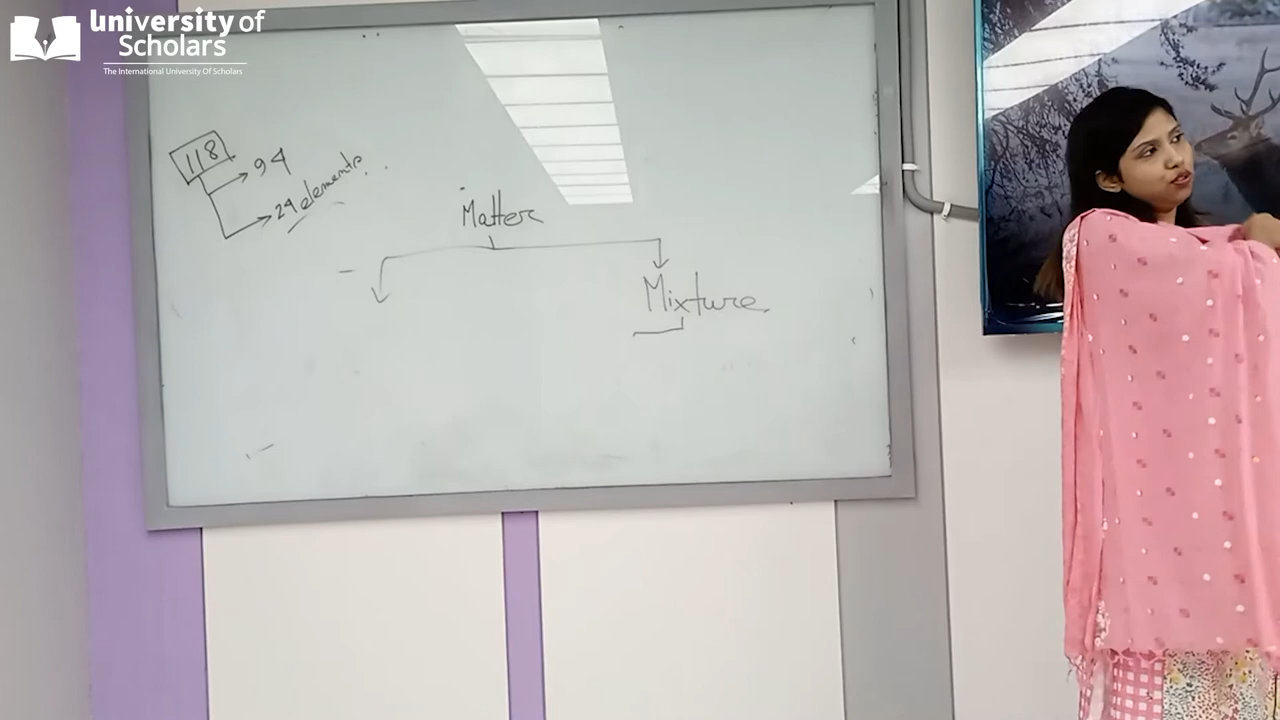 university of
Scholars
The International University Of Scholars
118
94
24 elements...
Matter
Mixture